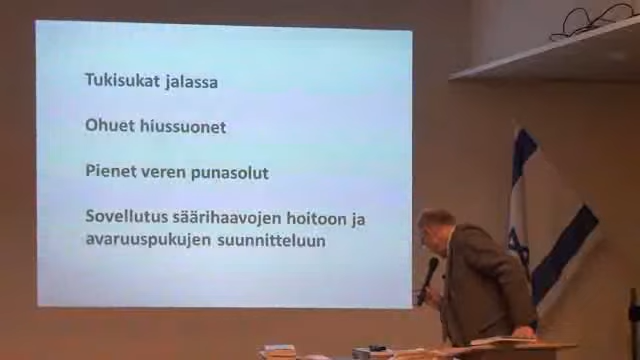 Tukisukat jalassa
Ohuet hiussuonet
Pienet veren punasolut
Sovellutus säärihaavojen hoitoon ja
avaruuspukujen suunnitteluun